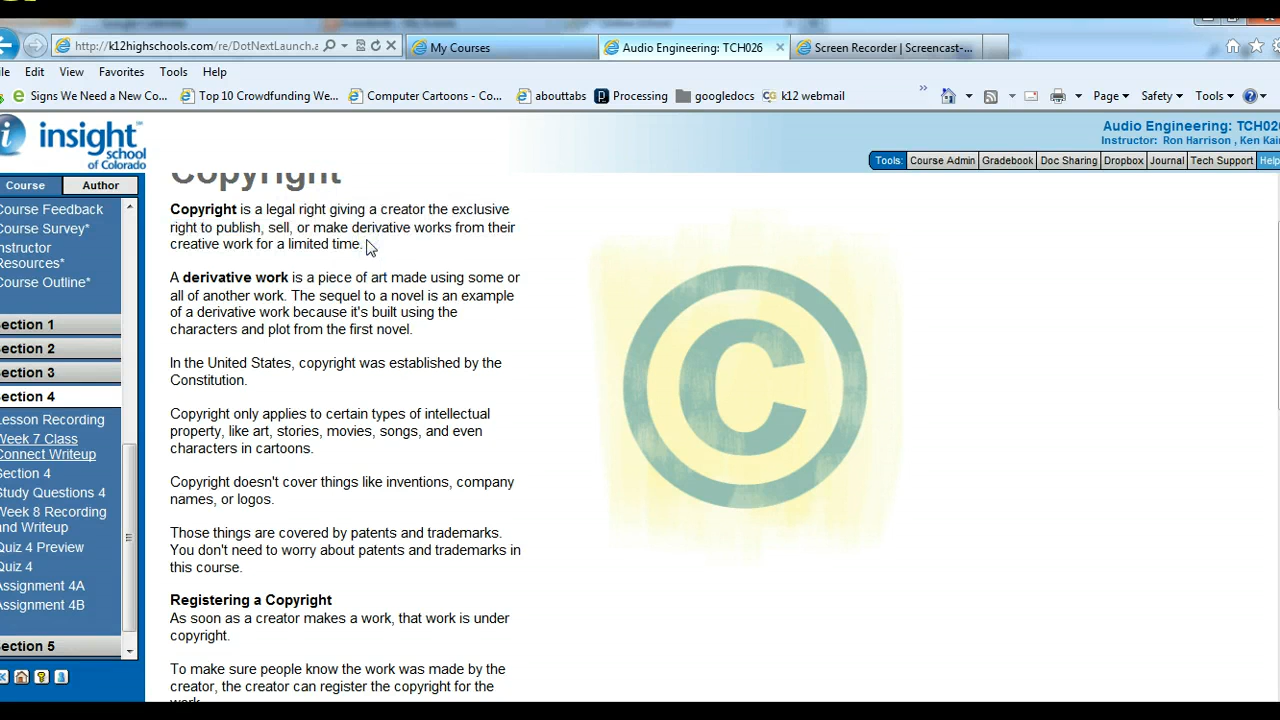 http://k12highschools.com/re/DotNextLaunch.a
My Courses
Audio Engineering: TCH026
Screen Recorder | Screencast-...
Edit View Favorites Tools Help
Signs We Need a New Co...
Top 10 Crowdfunding We...
Computer Cartoons - Co...
abouttabs
Processing
googledocs
k12 webmail
Page Safety Tools
insight
school
of Colorado
Audio Engineering: TCH02
Instructor: Ron Harrison , Ken Kai
Tools: Course Admin Gradebook Doc Sharing Dropbox Journal Tech Support Help
Course Author
Course Feedback
Course Survey*
nstructor
Resources*
Course Outline*
ection 1
ection 2
ection 3
ection 4
Lesson Recording
Week 7 Class
Connect Writeup
Section 4
Study Questions 4
Week 8 Recording
and Writeup
Quiz 4 Preview
Quiz 4
Assignment 4A
Assignment 4B
ection 5
Copyright
Copyright is a legal right giving a creator the exclusive
right to publish, sell, or make derivative works from their
creative work for a limited time.
A derivative work is a piece of art made using some or
all of another work. The sequel to a novel is an example
of a derivative work because it's built using the
characters and plot from the first novel.
In the United States, copyright was established by the
Constitution.
Copyright only applies to certain types of intellectual
property, like art, stories, movies, songs, and even
characters in cartoons.
Copyright doesn't cover things like inventions, company
names, or logos.
Those things are covered by patents and trademarks.
You don't need to worry about patents and trademarks in
this course.
Registering a Copyright
As soon as a creator makes a work, that work is under
copyright.
To make sure people know the work was made by the
creator, the creator can register the copyright for the
work.
©